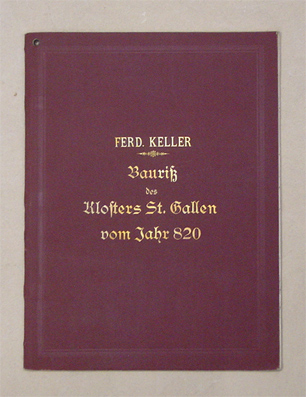 FERD. KELLER
Bauriß
des
Klosters St. Gallen
vom Jahr 820